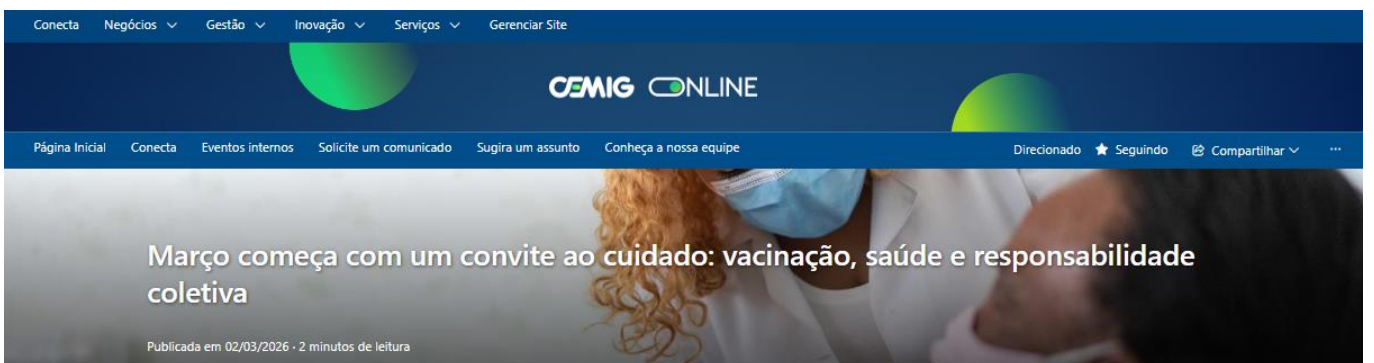 Conecta Negócios Gestão Inovação Serviços Gerenciar Site
CEMIG ONLINE
Página Inicial Conecta Eventos internos Solicite um comunicado Sugira um assunto Conheça a nossa equipe Direcionado Seguindo Compartilhar ...
Março começa com um convite ao cuidado: vacinação, saúde e responsabilidade
coletiva
Publicada em 02/03/2026 · 2 minutos de leitura